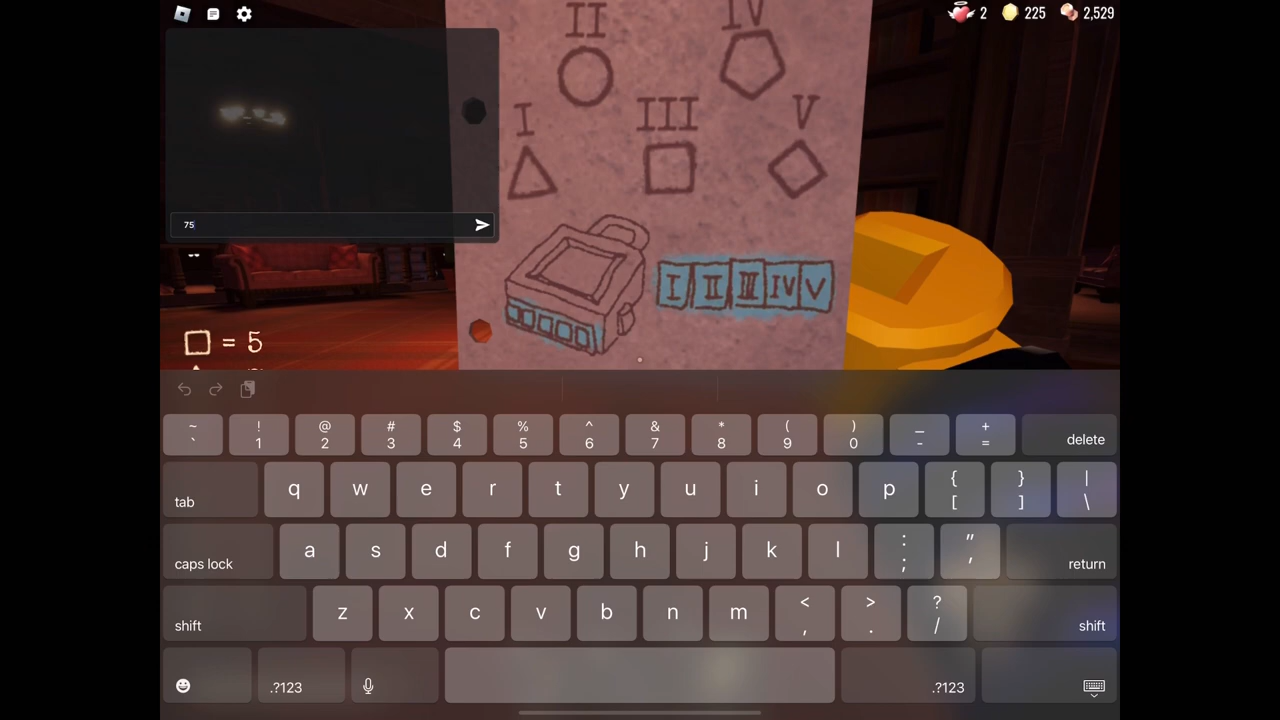 2 225 2,529
II IV
I III V
75
I II III IV V
= 5
~ ! @ # $ % ^ & * ( ) _ +
` 1 2 3 4 5 6 7 8 9 0 - = delete
tab q w e r t y u i o p { [ } ] | \
caps lock a s d f g h j k l : ; " ' return
shift z x c v b n m < , > . ? / shift
.?123 .?123